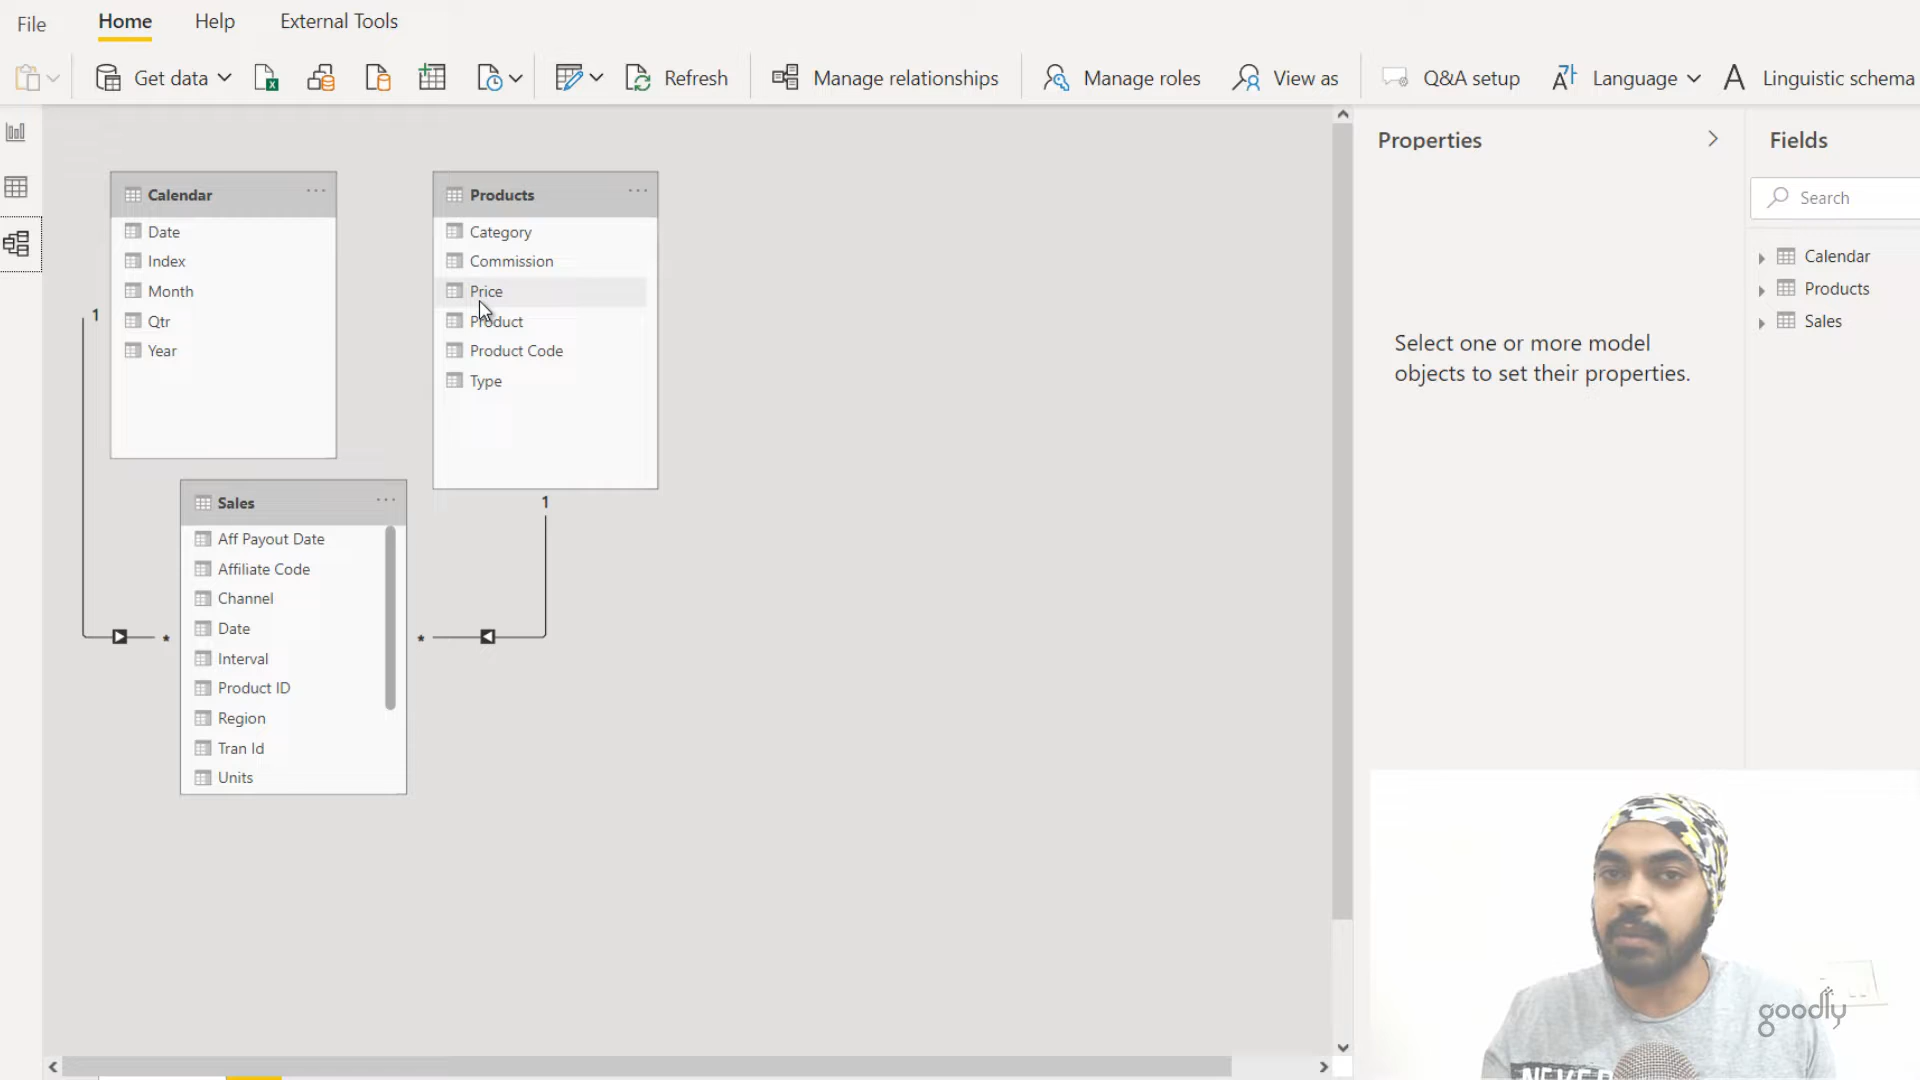 File Home Help External Tools
Get data Refresh Manage relationships Manage roles View as Q&A setup Language Linguistic schema
Calendar
Date
Index
Month
Qtr
Year
Products
Category
Commission
Price
Product
Product Code
Type
1
1
Sales
Aff Payout Date
Affiliate Code
Channel
Date
Interval
Product ID
Region
Tran Id
Units
* *
Properties
Select one or more model
objects to set their properties.
Fields
Search
Calendar
Products
Sales
goodly
NEVER